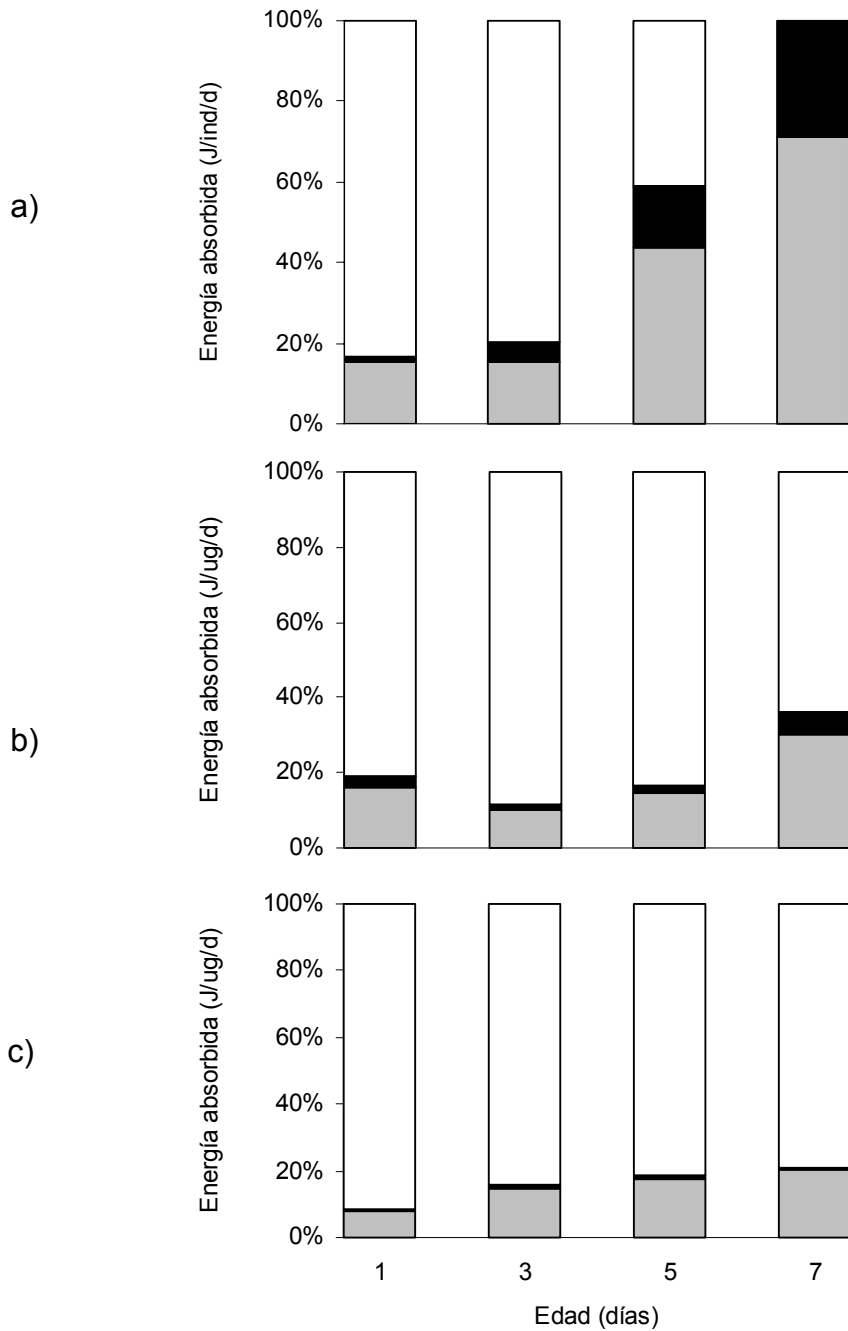 a)
Energía absorbida (J/ind/d)
100%
80%
60%
40%
20%
0%
b)
Energía absorbida (J/ug/d)
100%
80%
60%
40%
20%
0%
c)
Energía absorbida (J/ug/d)
100%
80%
60%
40%
20%
0%
1 3 5 7
Edad (días)